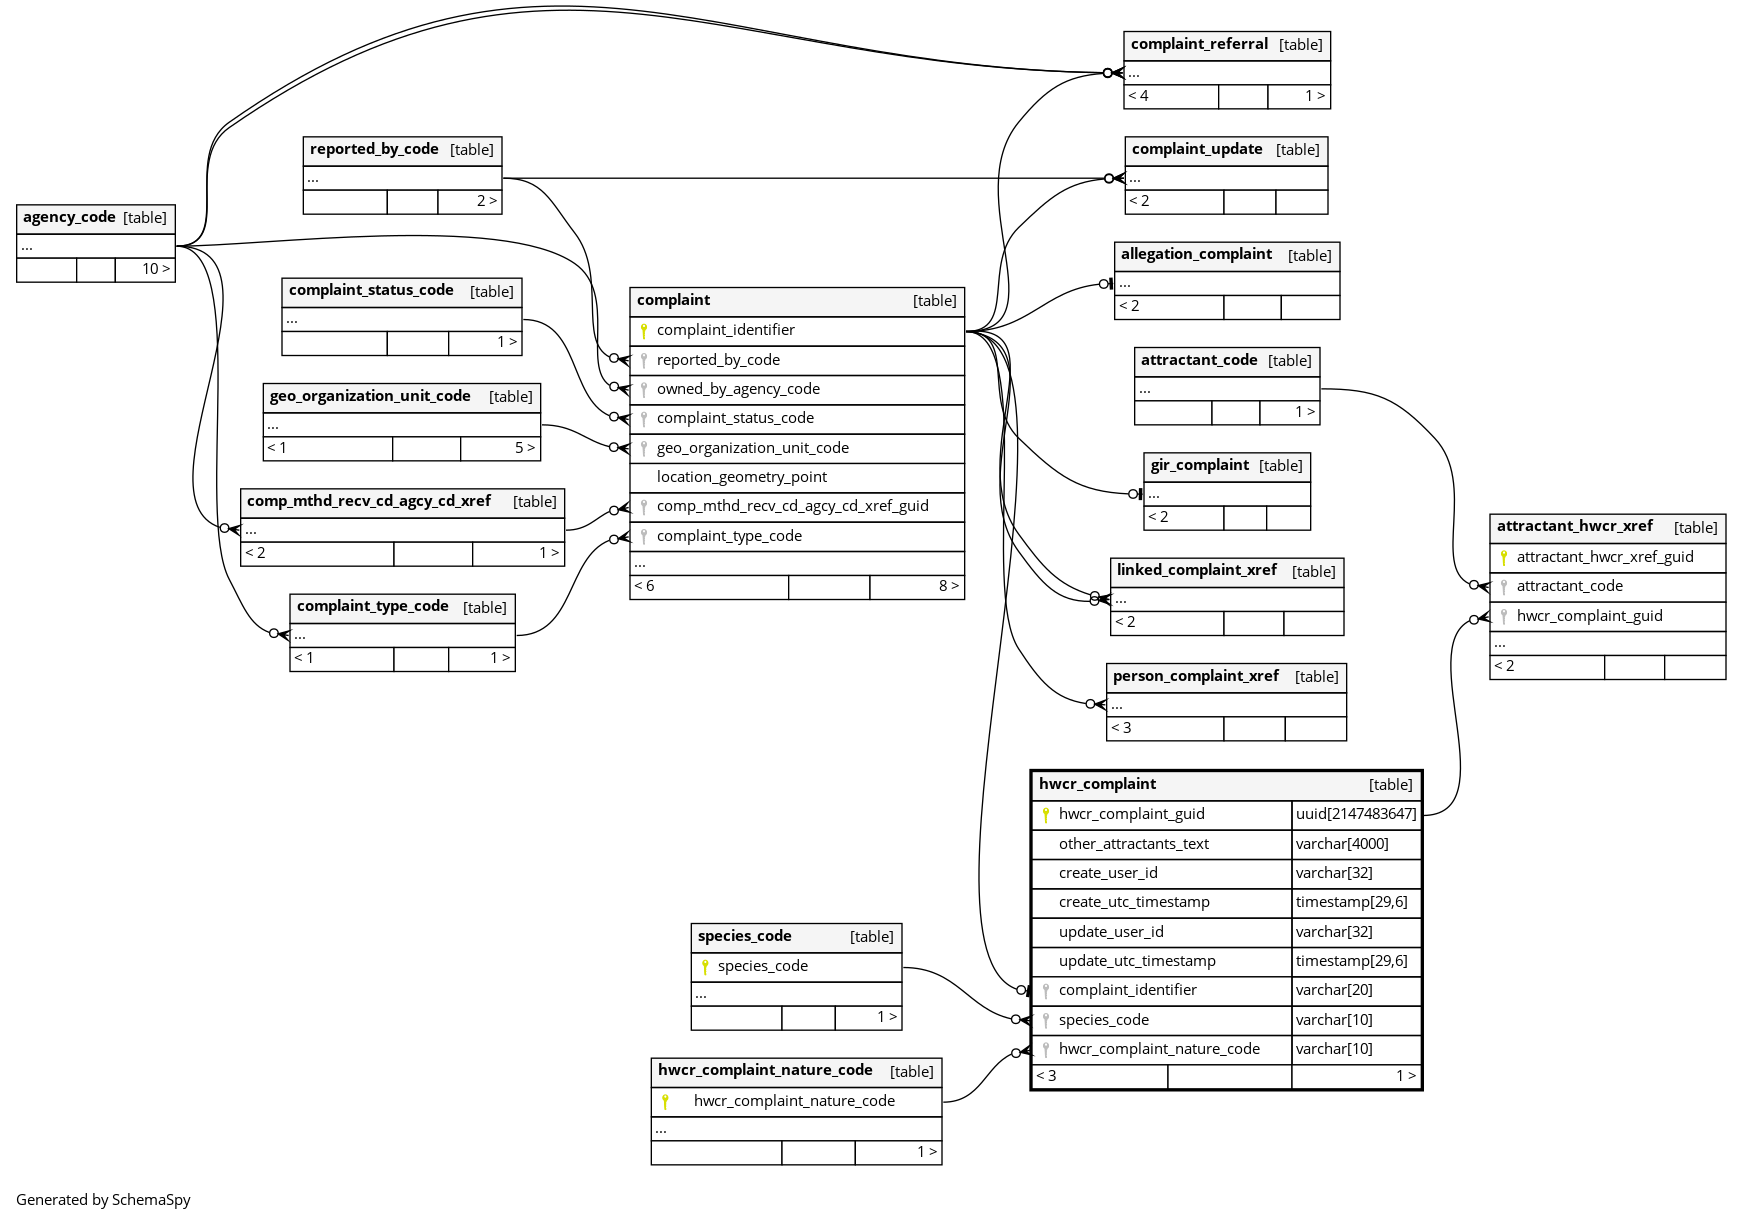 complaint_referral [table]
...
< 4 1 >
reported_by_code [table]
...
2 >
complaint_update [table]
...
< 2
agency_code [table]
...
10 >
allegation_complaint [table]
...
< 2
complaint_status_code [table]
...
1 >
complaint [table]
complaint_identifier
reported_by_code
owned_by_agency_code
complaint_status_code
geo_organization_unit_code
location_geometry_point
comp_mthd_recv_cd_agcy_cd_xref_guid
complaint_type_code
...
< 6 8 >
attractant_code [table]
...
1 >
geo_organization_unit_code [table]
...
< 1 5 >
gir_complaint [table]
...
< 2
comp_mthd_recv_cd_agcy_cd_xref [table]
...
< 2 1 >
attractant_hwcr_xref [table]
attractant_hwcr_xref_guid
attractant_code
hwcr_complaint_guid
...
< 2
linked_complaint_xref [table]
...
< 2
complaint_type_code [table]
...
< 1 1 >
person_complaint_xref [table]
...
< 3
hwcr_complaint [table]
hwcr_complaint_guid uuid[2147483647]
other_attractants_text varchar[4000]
create_user_id varchar[32]
create_utc_timestamp timestamp[29,6]
update_user_id varchar[32]
update_utc_timestamp timestamp[29,6]
complaint_identifier varchar[20]
species_code varchar[10]
hwcr_complaint_nature_code varchar[10]
< 3 1 >
species_code [table]
species_code
...
1 >
hwcr_complaint_nature_code [table]
hwcr_complaint_nature_code
...
1 >
Generated by SchemaSpy